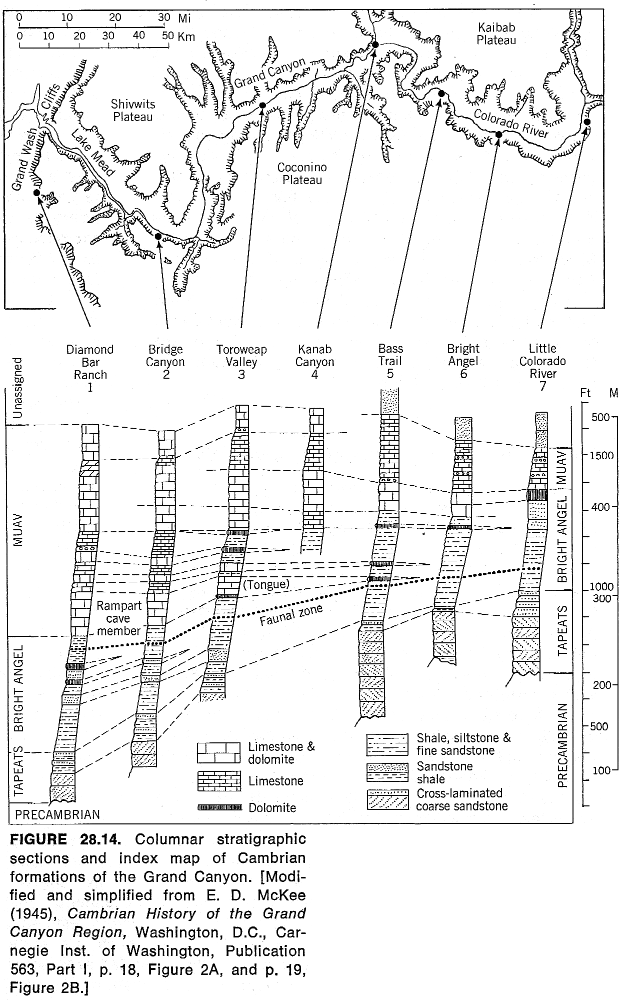 0 10 20 30 Mi
0 10 20 30 40 50 Km
Kaibab
Plateau
Grand Canyon
Cliffs
Shivwits
Plateau
Colorado River
Lake Mead
Grand Wash
Coconino
Plateau
Diamond
Bar
Ranch
1
Bridge
Canyon
2
Toroweap
Valley
3
Kanab
Canyon
4
Bass
Trail
5
Bright
Angel
6
Little
Colorado
River
7
Unassigned
MUAV
BRIGHT ANGEL
TAPEATS
PRECAMBRIAN
Ft M
500
1500
400
1000
300
200
500
100
MUAV
BRIGHT ANGEL
TAPEATS
PRECAMBRIAN
(Tongue)
Rampart
cave
member
Faunal zone
Limestone &
dolomite
Limestone
Dolomite
Shale, siltstone &
fine sandstone
Sandstone
shale
Cross-laminated
coarse sandstone
FIGURE 28.14. Columnar stratigraphic
sections and index map of Cambrian
formations of the Grand Canyon. [Modi-
fied and simplified from E. D. McKee
(1945), Cambrian History of the Grand
Canyon Region, Washington, D.C., Car-
negie Inst. of Washington, Publication
563, Part I, p. 18, Figure 2A, and p. 19,
Figure 2B.]